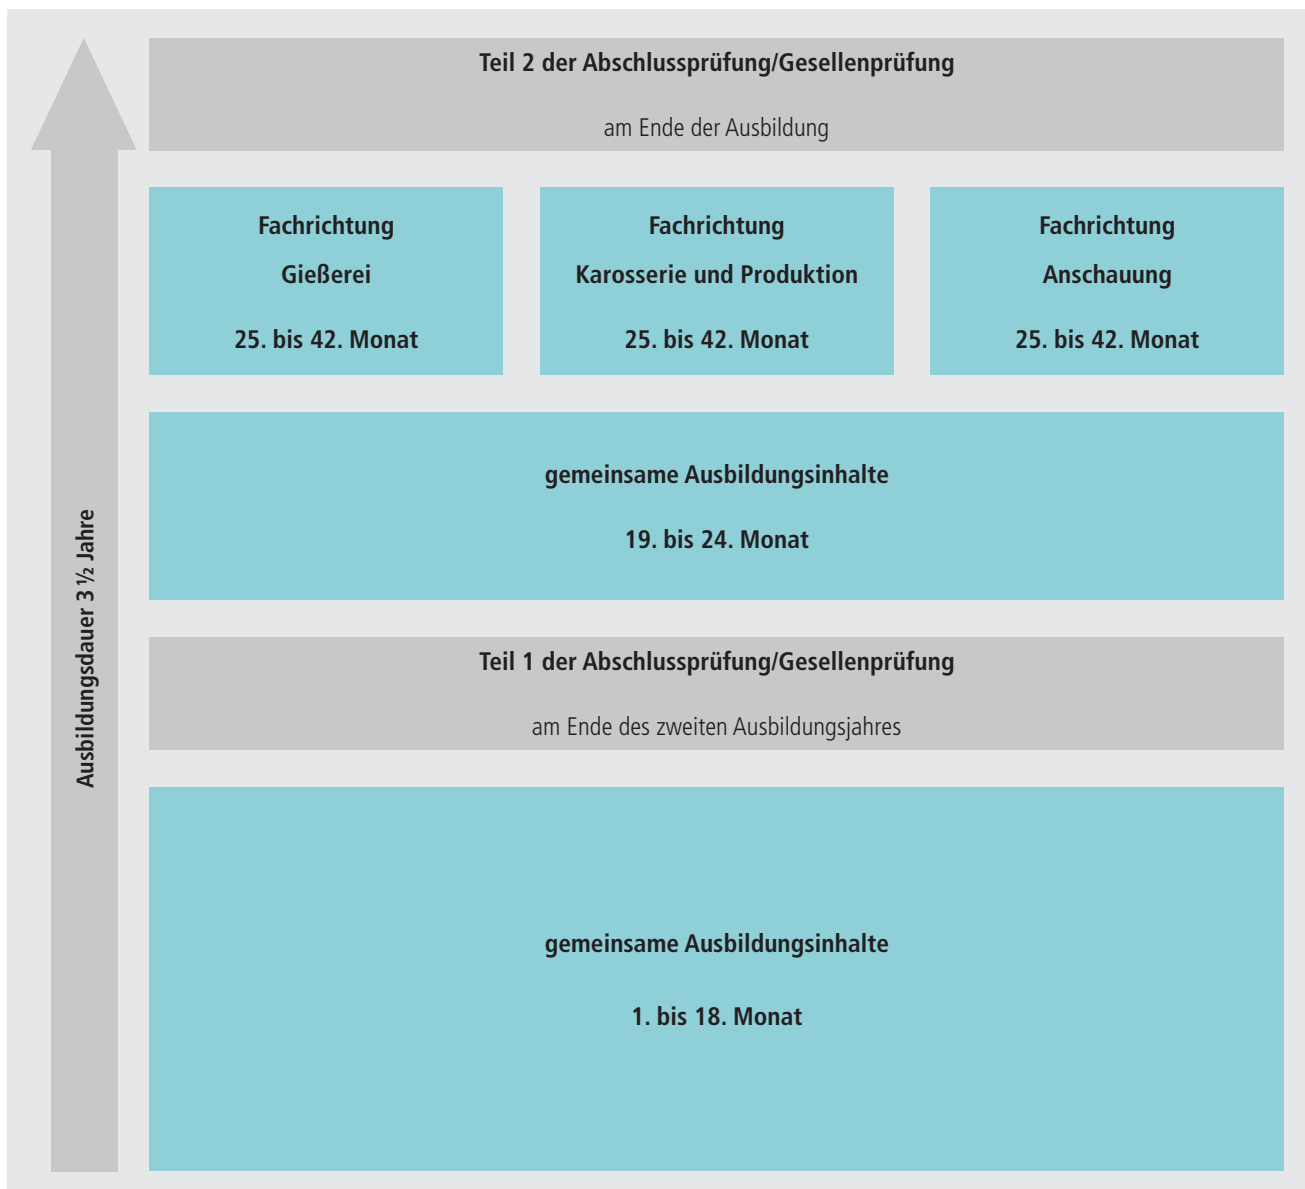 Teil 2 der Abschlussprüfung/Gesellenprüfung
am Ende der Ausbildung
Fachrichtung
Gießerei
25. bis 42. Monat
Fachrichtung
Karosserie und Produktion
25. bis 42. Monat
Fachrichtung
Anschauung
25. bis 42. Monat
gemeinsame Ausbildungsinhalte
19. bis 24. Monat
Teil 1 der Abschlussprüfung/Gesellenprüfung
am Ende des zweiten Ausbildungsjahres
gemeinsame Ausbildungsinhalte
1. bis 18. Monat
Ausbildungsdauer 3 ½ Jahre